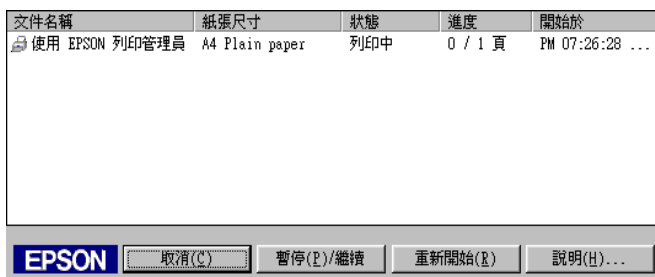 文件名稱 紙張尺寸 狀態 進度 開始於
使用 EPSON 列印管理員 A4 Plain paper 列印中 0 / 1 頁 PM 07:26:28 ...
EPSON 取消(C) 暫停(P)/繼續 重新開始(R) 說明(H)...